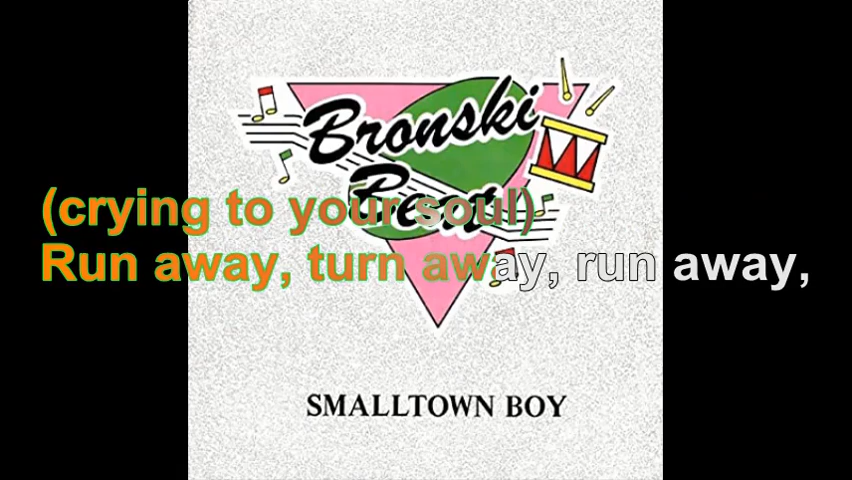 Bronski
Beat
(crying to your soul)
Run away, turn away, run away,
SMALLTOWN BOY